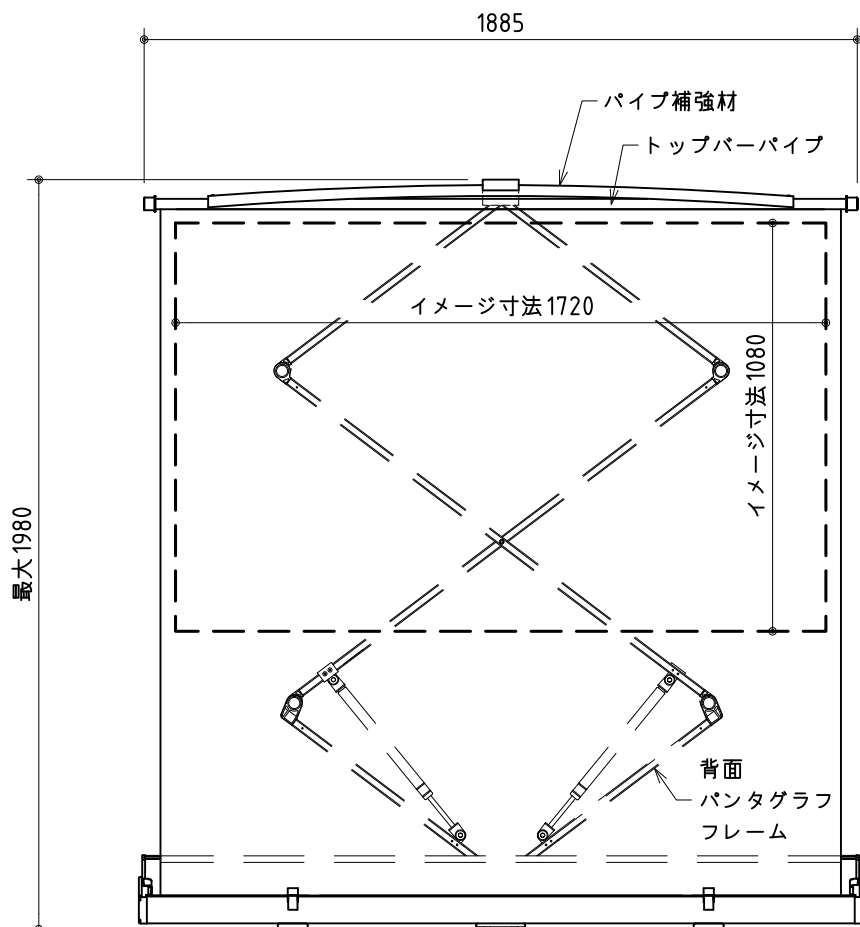 1885
パイプ補強材
トップバーパイプ
イメージ寸法1720
イメージ寸法1080
最大1980
背面
パンタグラフ
フレーム